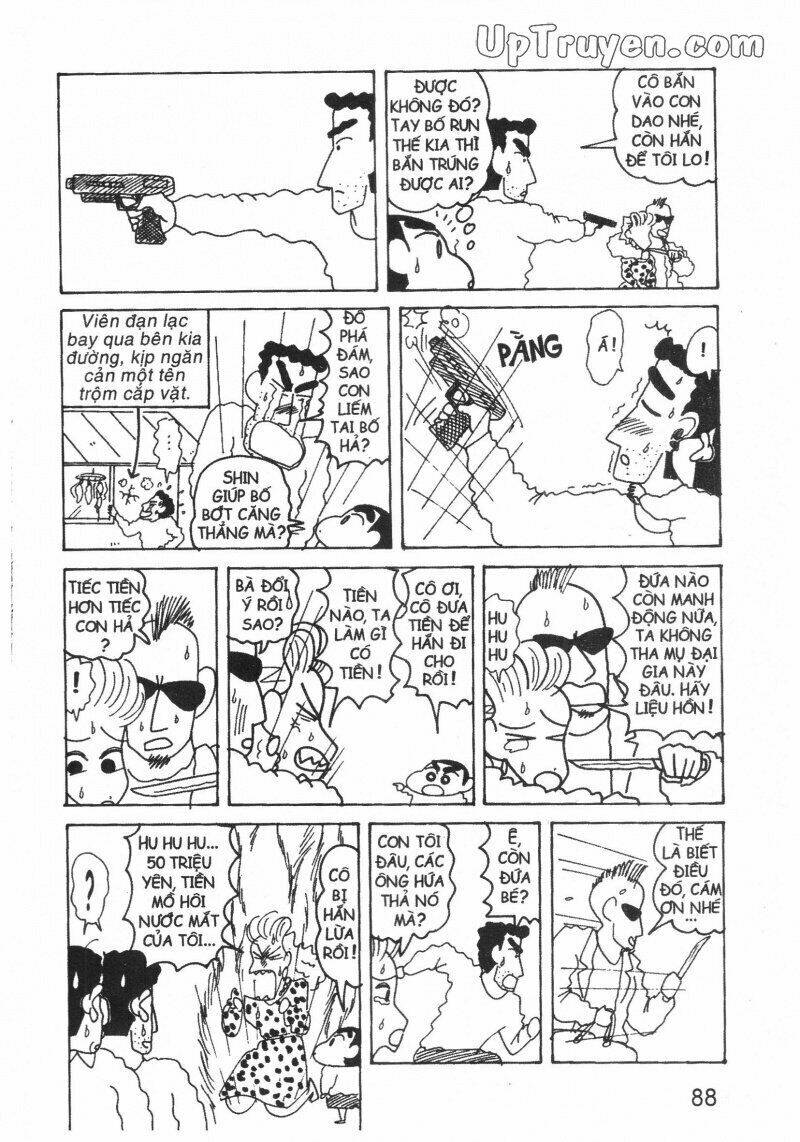 UpTruyen.com
CÔ BẮN
VÀO CON
DAO NHÉ,
CÒN HẮN
ĐỂ TÔI LO!
ĐƯỢC
KHÔNG ĐÓ?
TAY BỐ RUN
THẾ KIA THÌ
BẮN TRÚNG
ĐƯỢC AI?
!
Á!
PẰNG
ĐỒ
PHÁ
ĐÁM,
SAO
CON
LIẾM
TAI BỐ
HẢ?
SHIN
GIÚP BỐ
BỚT CĂNG
THẲNG MÀ?
Viên đạn lạc
bay qua bên kia
đường, kịp ngăn
cản một tên
trộm cắp vặt.
...
ĐỨA NÀO
CÒN MANH
ĐỘNG NỮA,
TA KHÔNG
THA MỤ ĐẠI
GIA NÀY
ĐÂU. HÃY
LIỆU HỒN!
HU
HU
HU
CÔ ƠI,
CÔ ĐƯA
TIỀN ĐỂ
HẮN ĐI
CHO
RỒI!
TIỀN
NÀO, TA
LÀM GÌ
CÓ
TIỀN!
BÀ ĐỔI
Ý RỒI
SAO?
TIẾC TIỀN
HƠN TIẾC
CON HẢ
?
!
THẾ
LÀ BIẾT
ĐIỀU
ĐÓ, CÁM
ƠN NHÉ
...
Ê,
CÒN
ĐỨA
BÉ?
CON TÔI
ĐÂU, CÁC
ÔNG HỨA
THẢ NÓ
MÀ?
CÔ
BỊ
HẮN
LỪA
RỒI!
HU HU HU...
50 TRIỆU
YÊN, TIỀN
MỒ HÔI
NƯỚC MẮT
CỦA TÔI...
?
88